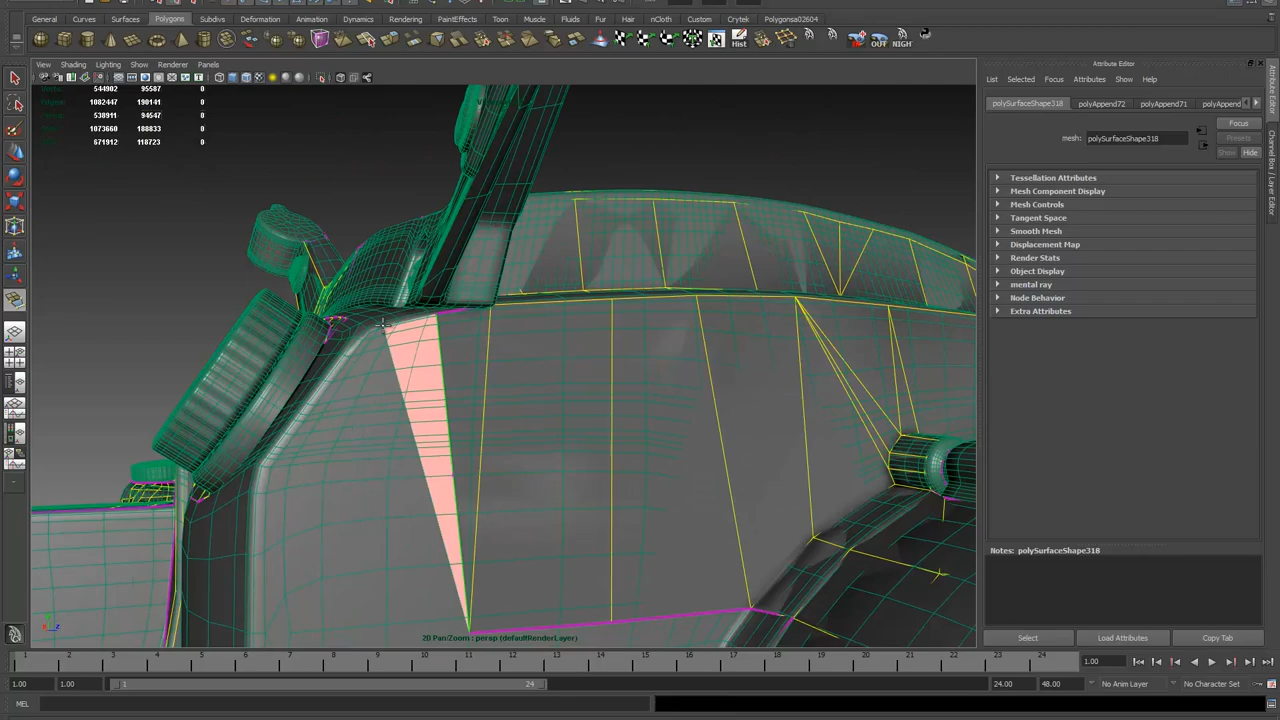 General Surfaces Polygons Subdivs Deformation Animation Dynamics Rendering PaintEffects Toon Muscle Fluids Fur Hair nCloth Custom Crytek Polygonsa02604
Hist OUT NIGH
View Shading Lighting Show Renderer Panels
Attribute Editor
List Selected Focus Attributes Show Help
544902 95587 0
1082447 190141 0
538911 94547 0
1073660 188833 0
671912 118723 0
polySurfaceShape318 polyAppend72 polyAppend71 polyAppend
Focus
mesh: polySurfaceShape318
Presets
Show Hide
Tessellation Attributes
Mesh Component Display
Mesh Controls
Tangent Space
Smooth Mesh
Displacement Map
Render Stats
Object Display
mental ray
Node Behavior
Extra Attributes
Attribute Editor
Channel Box / Layer Editor
Notes: polySurfaceShape318
2D Pan/Zoom : persp (defaultRenderLayer)
Select Load Attributes Copy Tab
1 2 3 4 5 6 7 8 9 10 11 12 13 14 15 16 17 18 19 20 21 22 23 24 1.00
1.00 1.00 1 24 24.00 48.00 No Anim Layer No Character Set
MEL